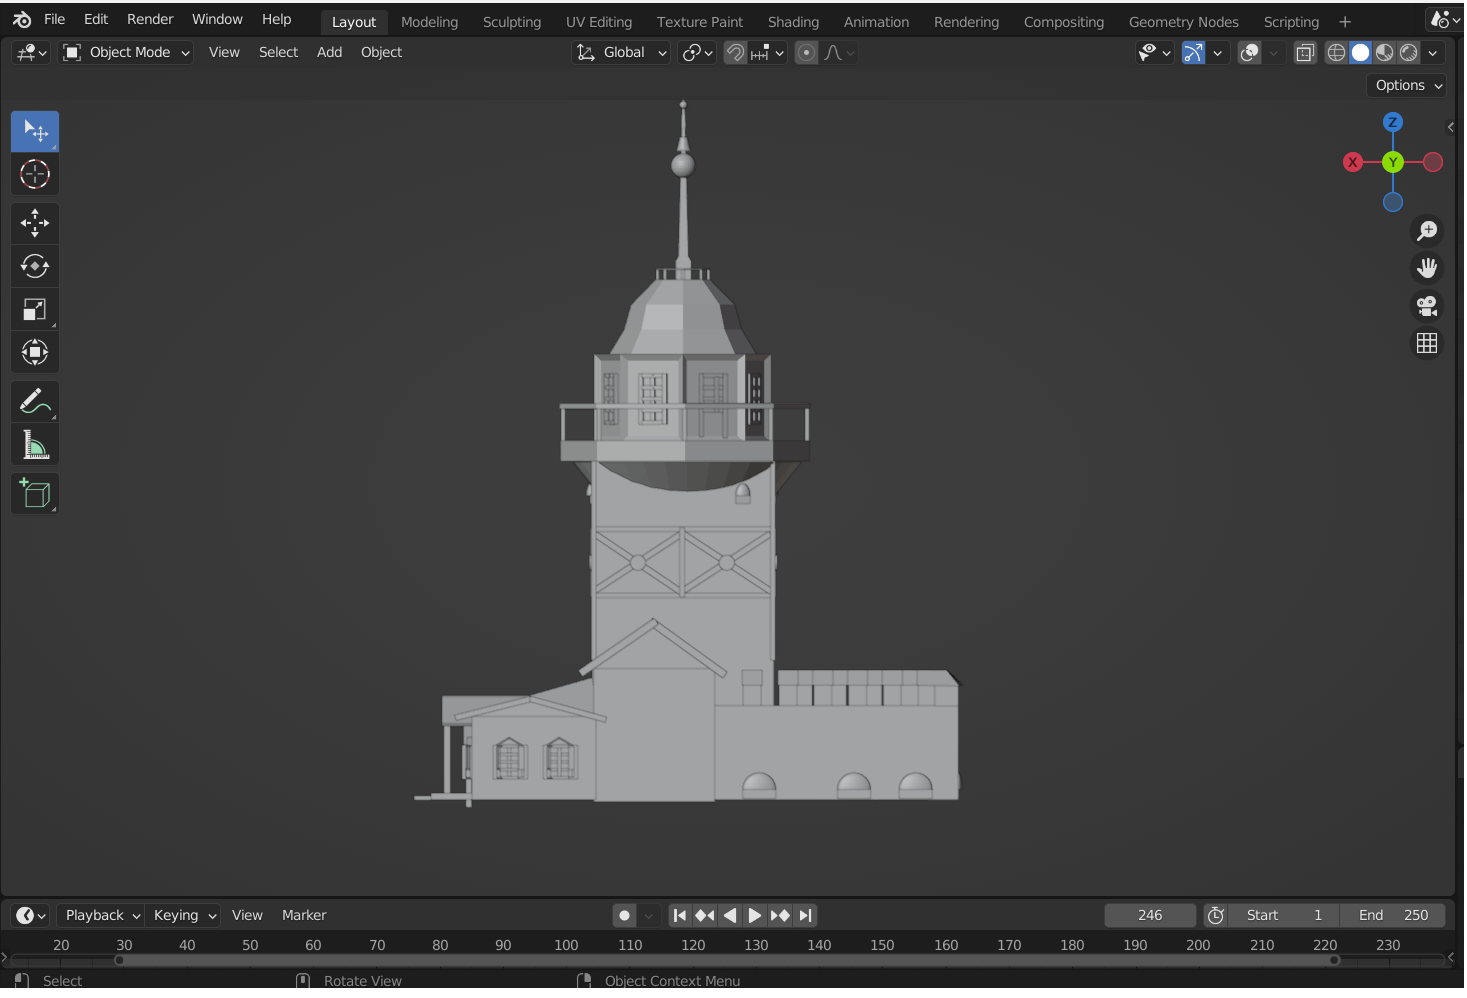 File Edit Render Window Help Layout Modeling Sculpting UV Editing Texture Paint Shading Animation Rendering Compositing Geometry Nodes Scripting +
Object Mode View Select Add Object Global
Options
Z
X Y
Playback Keying View Marker 246 Start 1 End 250
20 30 40 50 60 70 80 90 100 110 120 130 140 150 160 170 180 190 200 210 220 230
Select Rotate View Object Context Menu